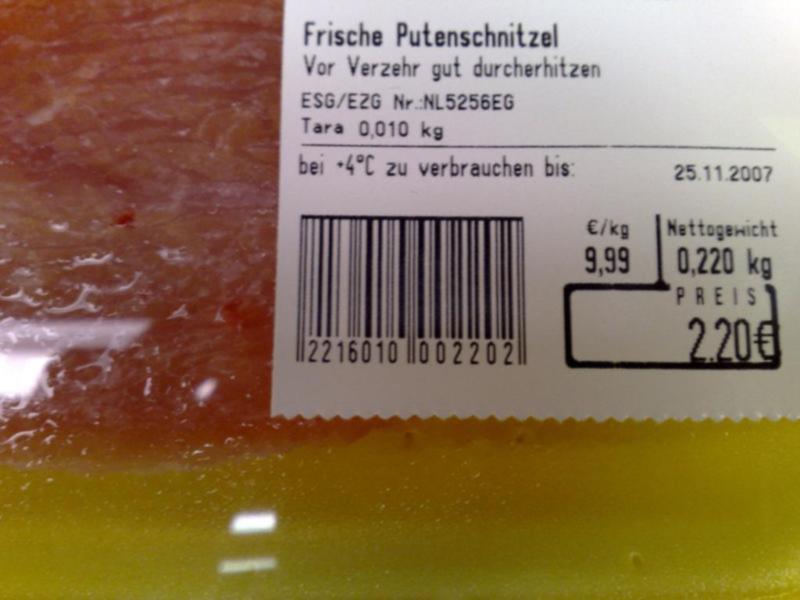 Frische Putenschnitzel
Vor Verzehr gut durcherhitzen
ESG/EZG Nr.:NL5256EG
Tara 0,010 kg
bei +4°C zu verbrauchen bis: 25.11.2007
€/kg Nettogewicht
9,99 0,220 kg
PREIS
2.20€
2216010 002202